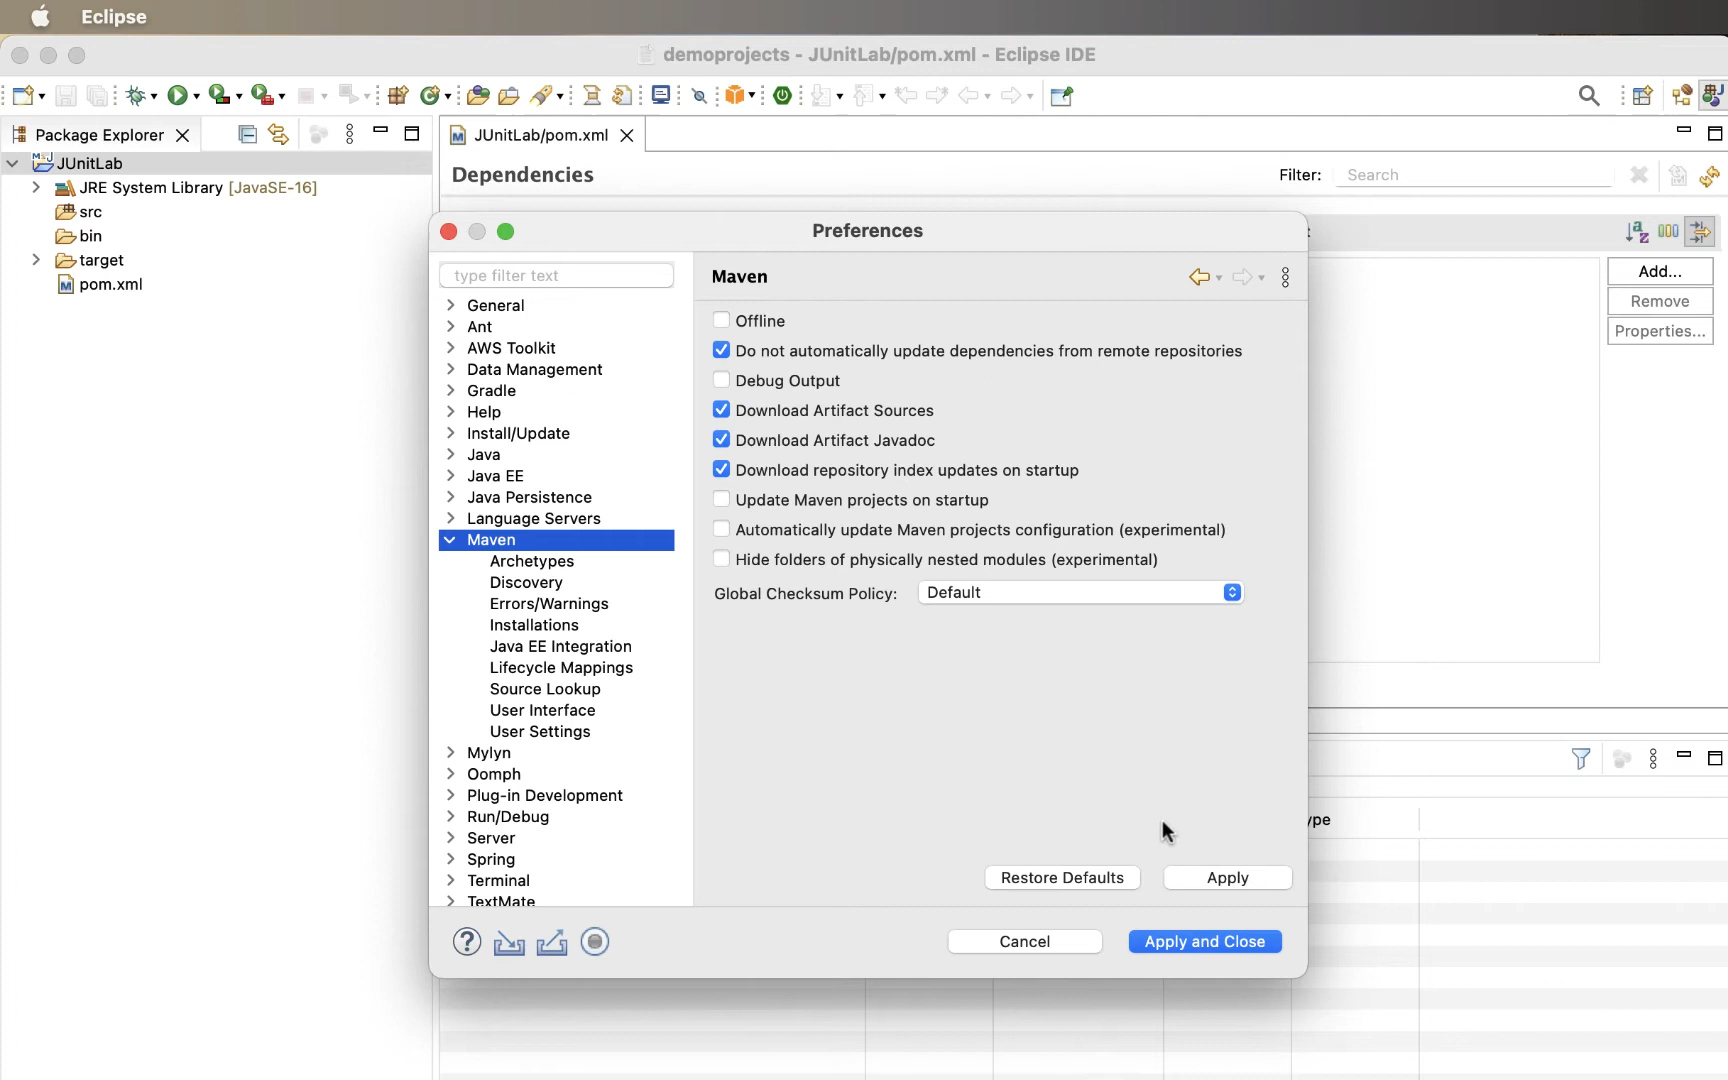 Eclipse
demoprojects - JUnitLab/pom.xml - Eclipse IDE
Package Explorer
JUnitLab/pom.xml
JUnitLab
JRE System Library [JavaSE-16]
src
bin
target
pom.xml
Dependencies
Filter:
Search
Add...
Remove
Properties...
Preferences
type filter text
General
Ant
AWS Toolkit
Data Management
Gradle
Help
Install/Update
Java
Java EE
Java Persistence
Language Servers
Maven
Archetypes
Discovery
Errors/Warnings
Installations
Java EE Integration
Lifecycle Mappings
Source Lookup
User Interface
User Settings
Mylyn
Oomph
Plug-in Development
Run/Debug
Server
Spring
Terminal
TextMate
Maven
Offline
Do not automatically update dependencies from remote repositories
Debug Output
Download Artifact Sources
Download Artifact Javadoc
Download repository index updates on startup
Update Maven projects on startup
Automatically update Maven projects configuration (experimental)
Hide folders of physically nested modules (experimental)
Global Checksum Policy:
Default
Restore Defaults
Apply
Cancel
Apply and Close
ype